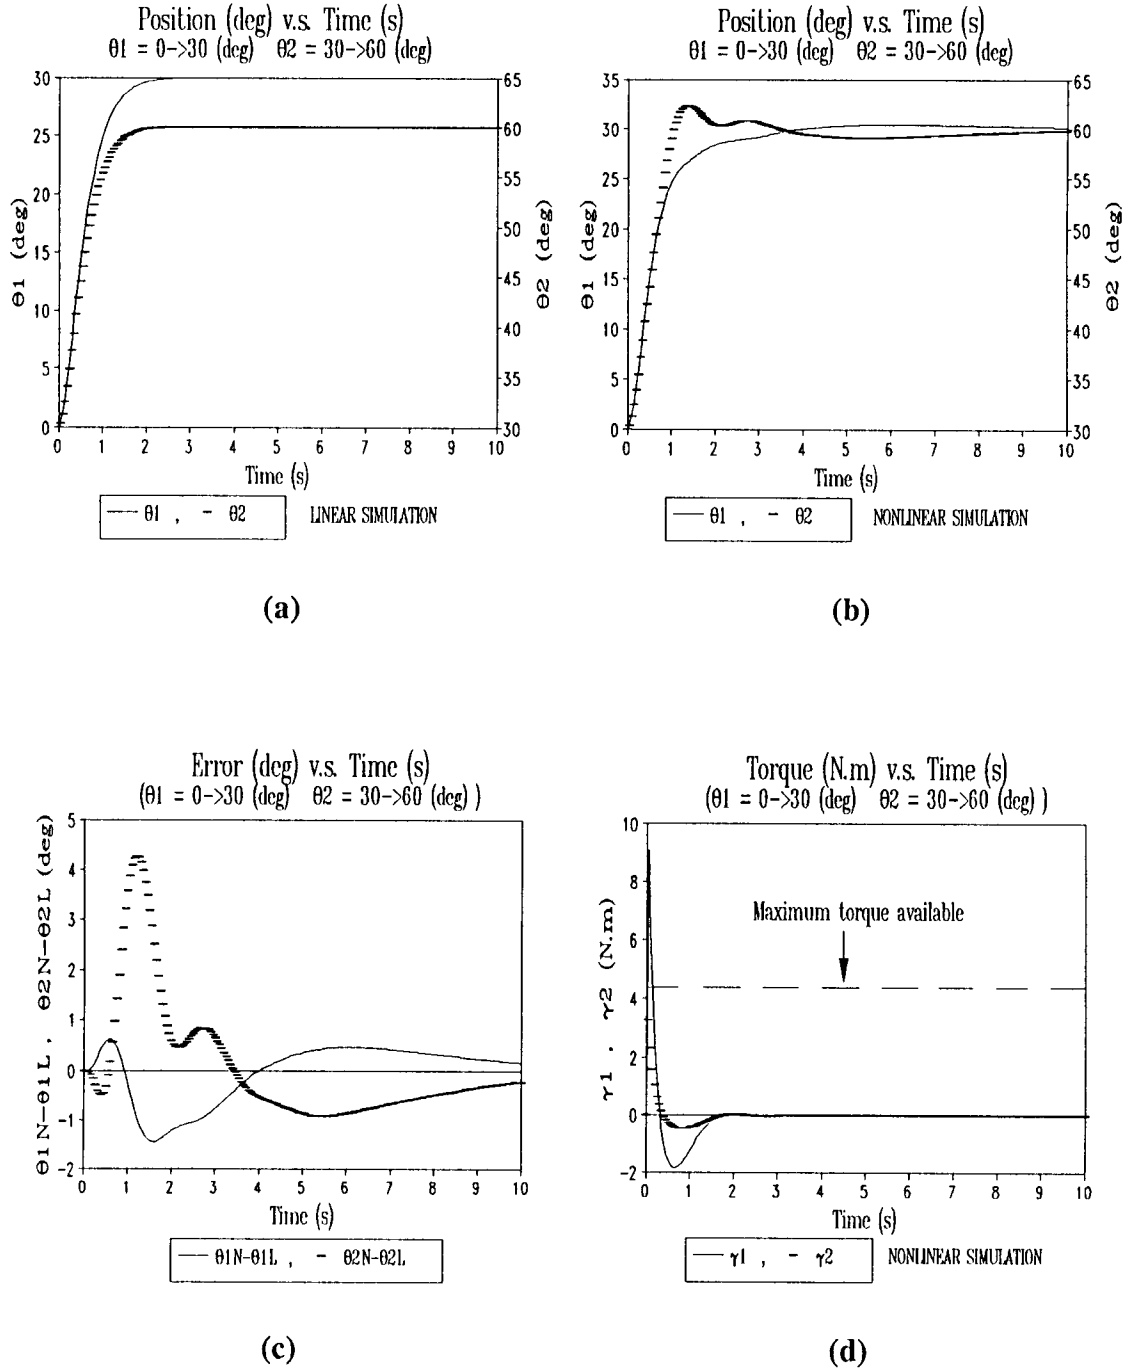 Position (deg) v.s. Time (s)
θ1 = 0->30 (deg) θ2 = 30->60 (deg)
30
25
20
15
10
5
0
65
60
55
50
45
40
35
30
0 1 2 3 4 5 6 7 8 9 10
θ1 (deg)
θ2 (deg)
Time (s)
θ1 , - θ2
LINEAR SIMULATION
(a)
Position (deg) v.s. Time (s)
θ1 = 0->30 (deg) θ2 = 30->60 (deg)
35
30
25
20
15
10
5
0
65
60
55
50
45
40
35
30
0 1 2 3 4 5 6 7 8 9 10
θ1 (deg)
θ2 (deg)
Time (s)
θ1 , - θ2
NONLINEAR SIMULATION
(b)
Error (deg) v.s. Time (s)
(θ1 = 0->30 (deg) θ2 = 30->60 (deg) )
5
4
3
2
1
0
-1
-2
0 1 2 3 4 5 6 7 8 9 10
θ1N-θ1L , θ2N-θ2L (deg)
Time (s)
θ1N-θ1L , - θ2N-θ2L
(c)
Torque (N.m) v.s. Time (s)
(θ1 = 0->30 (deg) θ2 = 30->60 (deg) )
10
8
6
4
2
0
-2
0 1 2 3 4 5 6 7 8 9 10
γ1 , γ2 (N.m)
Maximum torque available
Time (s)
γ1 , - γ2
NONLINEAR SIMULATION
(d)